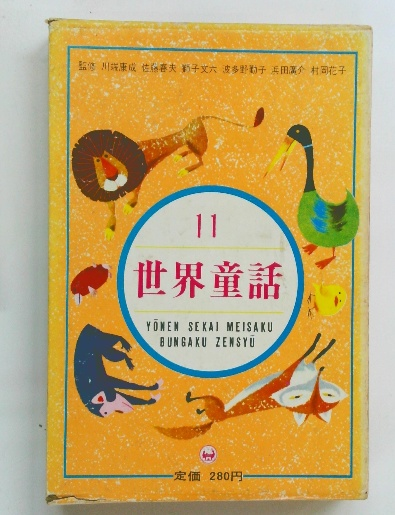 監修 川端康成 佐藤春夫 獅子文六 波多野勤子 浜田廣介 村岡花子
11
世界童話
YŌNEN SEKAI MEISAKU
BUNGAKU ZENSYŪ
定価 280円